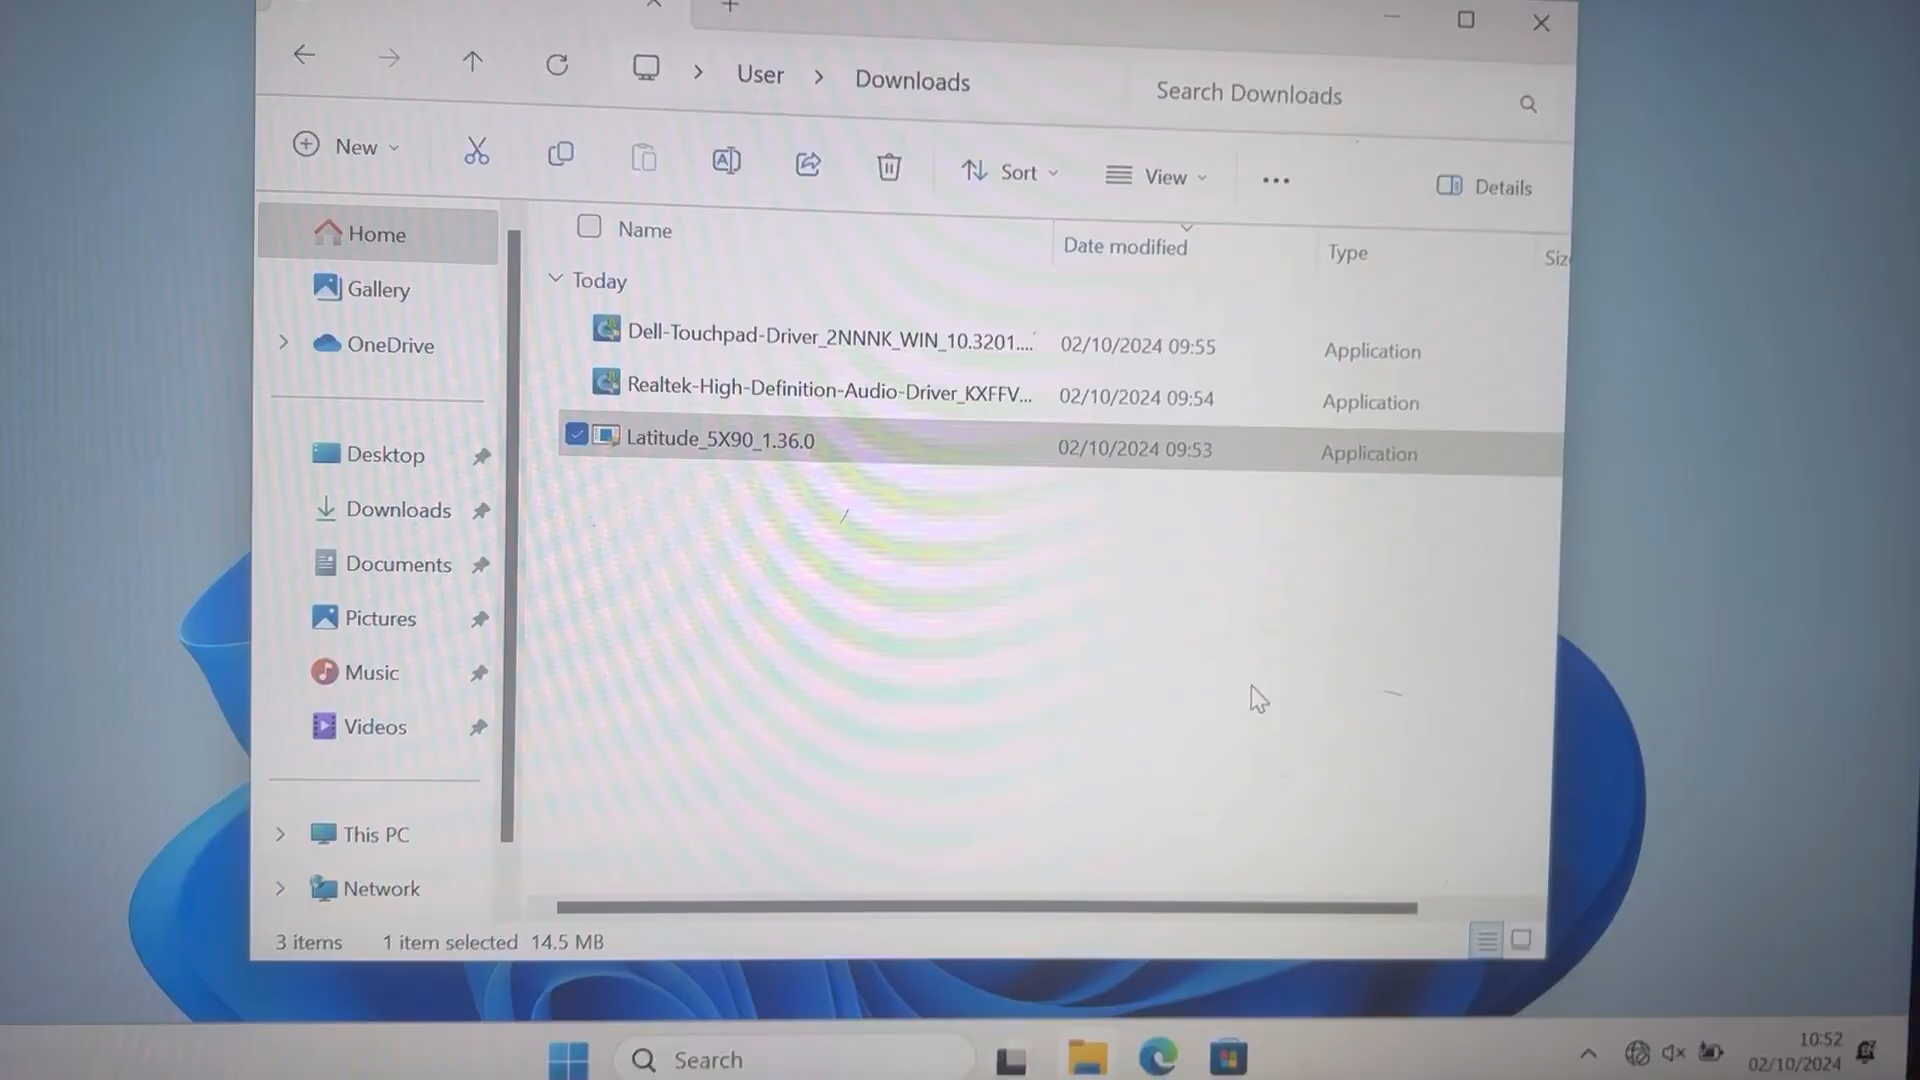 User > Downloads
Search Downloads
New
Sort
View
Details
Name
Date modified
Type
Siz
Home
Gallery
OneDrive
Desktop
Downloads
Documents
Pictures
Music
Videos
This PC
Network
Today
Dell-Touchpad-Driver_2NNNK_WIN_10.3201....
02/10/2024 09:55
Application
Realtek-High-Definition-Audio-Driver_KXFFV...
02/10/2024 09:54
Application
Latitude_5X90_1.36.0
02/10/2024 09:53
Application
3 items
1 item selected 14.5 MB
Search
10:52
02/10/2024